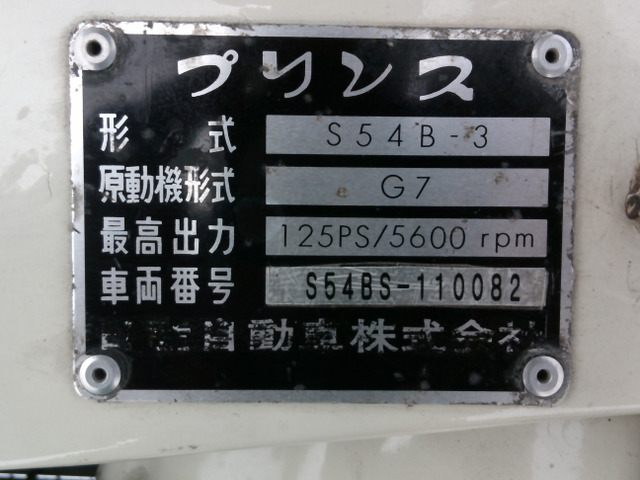 プリンス
形式 S54B-3
原動機形式 G7
最高出力 125PS/5600 rpm
車両番号 S54BS-110082
自動車株式会社